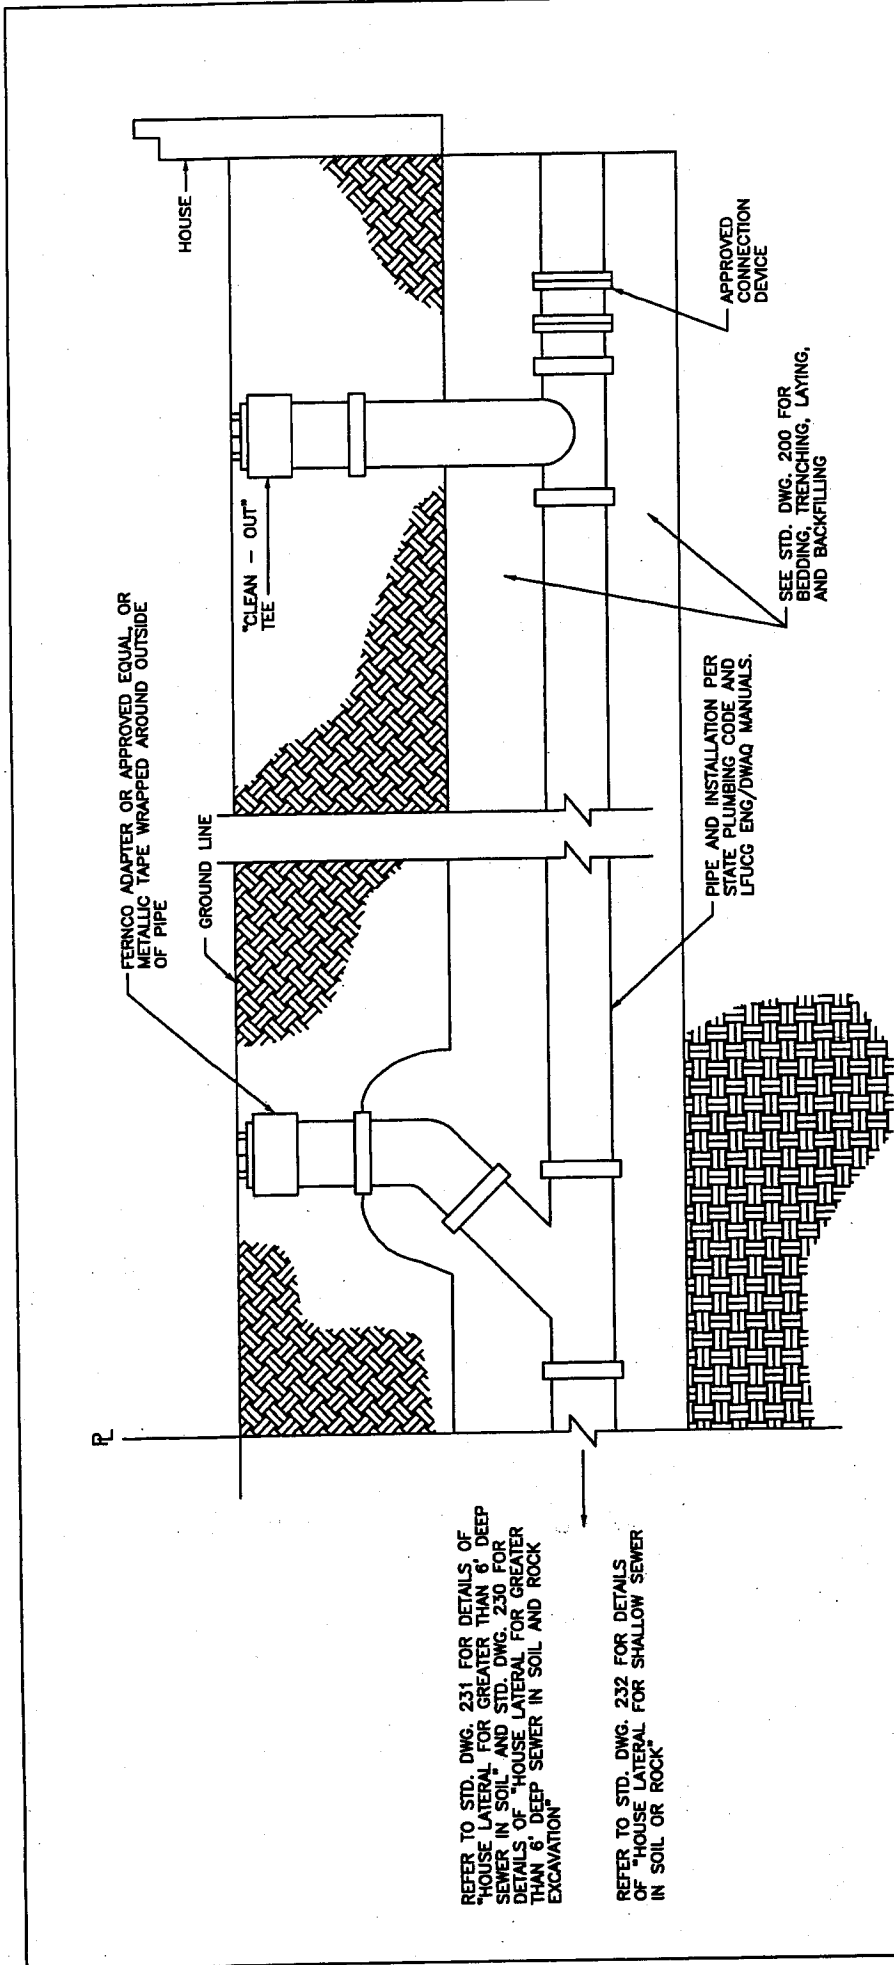 REFER TO STD. DWG. 231 FOR DETAILS OF
"HOUSE LATERAL FOR GREATER THAN 6' DEEP
SEWER IN SOIL" AND STD. DWG. 230 FOR
DETAILS OF "HOUSE LATERAL FOR GREATER
THAN 6' DEEP SEWER IN SOIL AND ROCK
EXCAVATION"
REFER TO STD. DWG. 232 FOR DETAILS
OF "HOUSE LATERAL FOR SHALLOW SEWER
IN SOIL OR ROCK"
PL
FERNCO ADAPTER OR APPROVED EQUAL, OR
METALLIC TAPE WRAPPED AROUND OUTSIDE
OF PIPE
GROUND LINE
"CLEAN - OUT"
TEE
HOUSE
PIPE AND INSTALLATION PER
STATE PLUMBING CODE AND
LFUCG ENG/DWAQ MANUALS.
SEE STD. DWG. 200 FOR
BEDDING, TRENCHING, LAYING,
AND BACKFILLING
APPROVED
CONNECTION
DEVICE